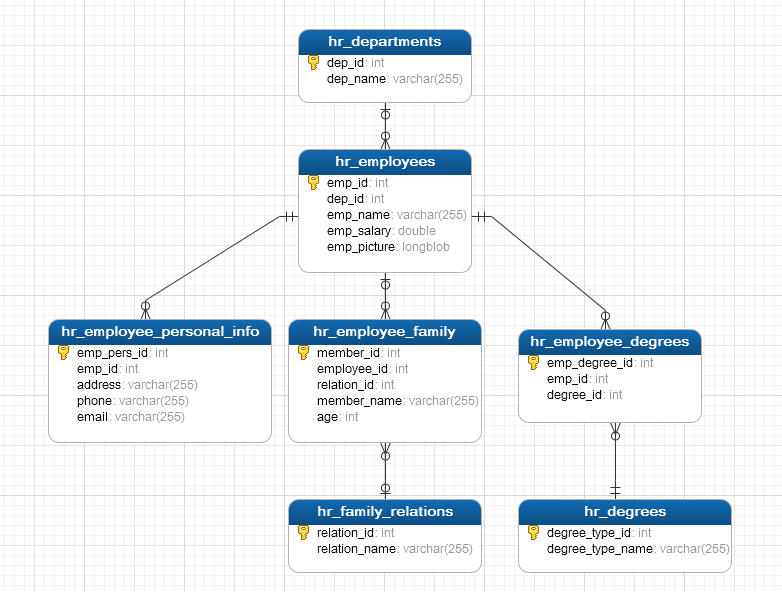 hr_departments
dep_id: int
dep_name: varchar(255)
hr_employees
emp_id: int
dep_id: int
emp_name: varchar(255)
emp_salary: double
emp_picture: longblob
hr_employee_personal_info
emp_pers_id: int
emp_id: int
address: varchar(255)
phone: varchar(255)
email: varchar(255)
hr_employee_family
member_id: int
employee_id: int
relation_id: int
member_name: varchar(255)
age: int
hr_employee_degrees
emp_degree_id: int
emp_id: int
degree_id: int
hr_family_relations
relation_id: int
relation_name: varchar(255)
hr_degrees
degree_type_id: int
degree_type_name: varchar(255)